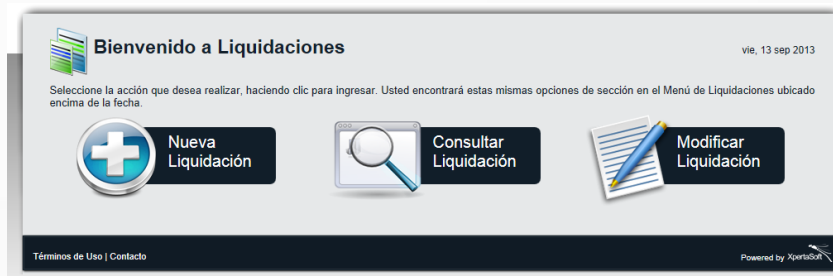 Bienvenido a Liquidaciones
vie, 13 sep 2013
Seleccione la acción que desea realizar, haciendo clic para ingresar. Usted encontrará estas mismas opciones de sección en el Menú de Liquidaciones ubicado
encima de la fecha.
Nueva
Liquidación
Consultar
Liquidación
Modificar
Liquidación
Términos de Uso | Contacto
Powered by XpertaSoft